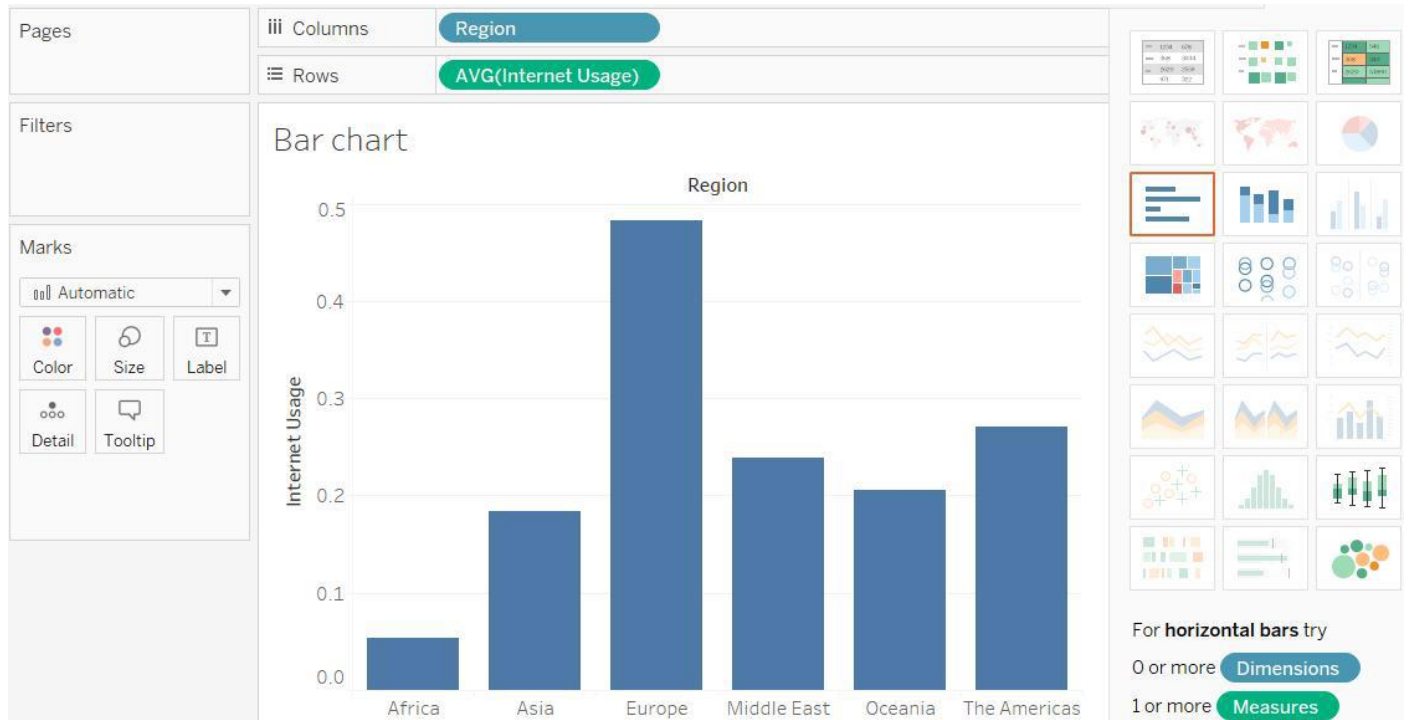 Pages
Columns
Region
Rows
AVG(Internet Usage)
Filters
Marks
Automatic
Color
Size
Label
Detail
Tooltip
Bar chart
Region
Internet Usage
0.5
0.4
0.3
0.2
0.1
0.0
Africa
Asia
Europe
Middle East
Oceania
The Americas
For horizontal bars try
0 or more Dimensions
1 or more Measures